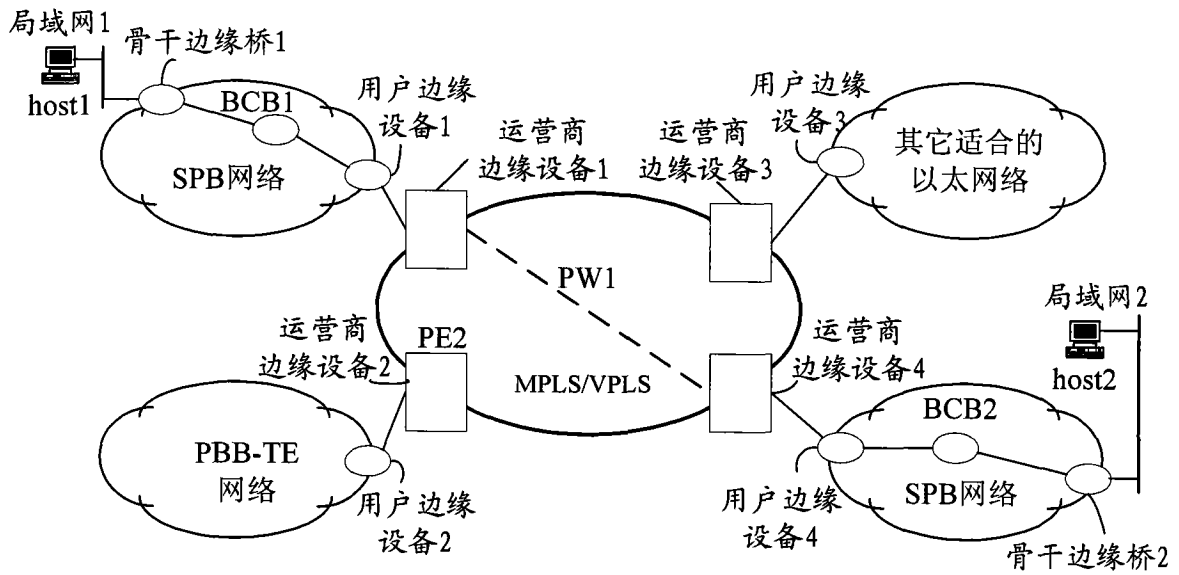 局域网1
host1
骨干边缘桥1
BCB1
SPB网络
用户边缘
设备1
运营商
边缘设备1
运营商
边缘设备3
用户边缘
设备3
其它适合的
以太网络
PW1
MPLS/VPLS
运营商
边缘设备2
PE2
PBB-TE
网络
用户边缘
设备2
运营商
边缘设备4
局域网2
host2
BCB2
SPB网络
用户边缘
设备4
骨干边缘桥2